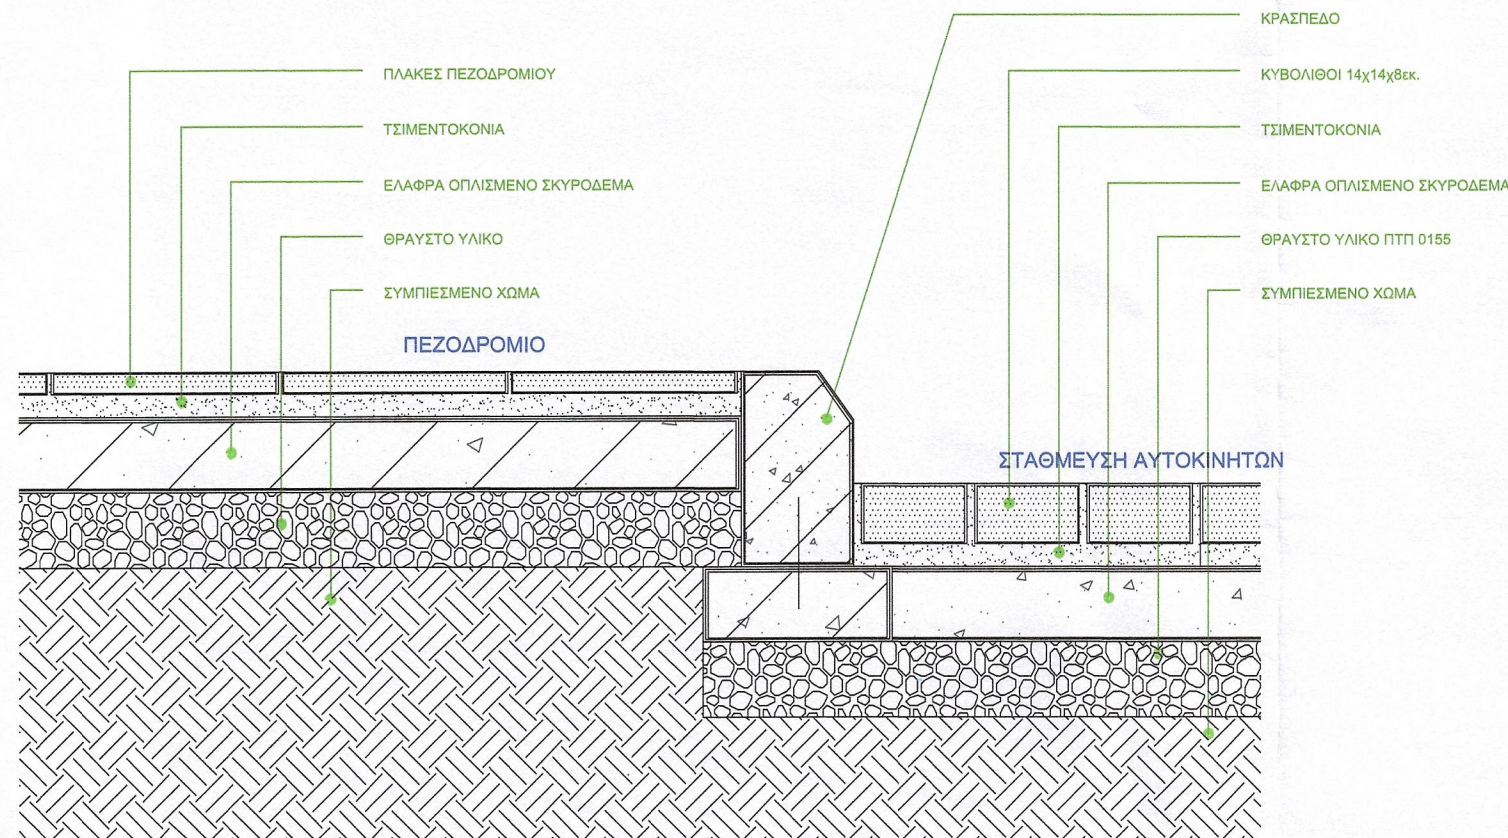 ΚΡΑΣΠΕΔΟ
ΠΛΑΚΕΣ ΠΕΖΟΔΡΟΜΙΟΥ
ΚΥΒΟΛΙΘΟΙ 14χ14χ8εκ.
ΤΣΙΜΕΝΤΟΚΟΝΙΑ
ΤΣΙΜΕΝΤΟΚΟΝΙΑ
ΕΛΑΦΡΑ ΟΠΛΙΣΜΕΝΟ ΣΚΥΡΟΔΕΜΑ
ΕΛΑΦΡΑ ΟΠΛΙΣΜΕΝΟ ΣΚΥΡΟΔΕΜΑ
ΘΡΑΥΣΤΟ ΥΛΙΚΟ
ΘΡΑΥΣΤΟ ΥΛΙΚΟ ΠΤΠ 0155
ΣΥΜΠΙΕΣΜΕΝΟ ΧΩΜΑ
ΣΥΜΠΙΕΣΜΕΝΟ ΧΩΜΑ
ΠΕΖΟΔΡΟΜΙΟ
ΣΤΑΘΜΕΥΣΗ ΑΥΤΟΚΙΝΗΤΩΝ